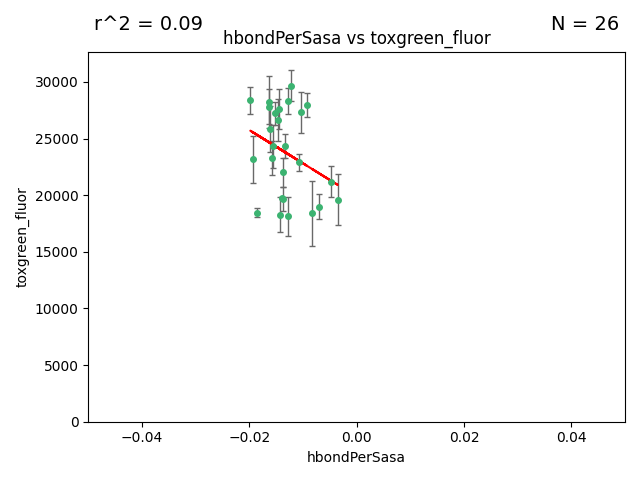 r^2 = 0.09
N = 26
hbondPerSasa vs toxgreen_fluor
30000
25000
20000
15000
10000
5000
0
toxgreen_fluor
−0.04
−0.02
0.00
0.02
0.04
hbondPerSasa